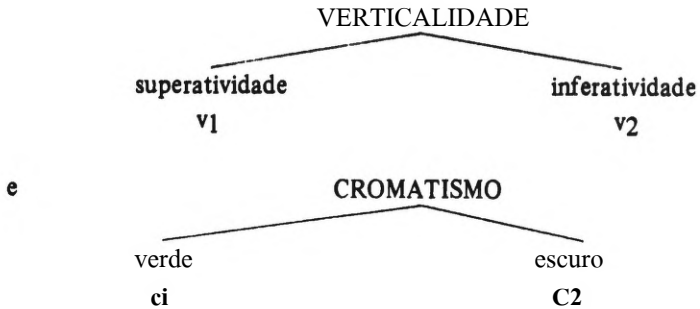 VERTICALIDADE
superatividade inferatividade
v1 v2
e CROMATISMO
verde escuro
ci C2